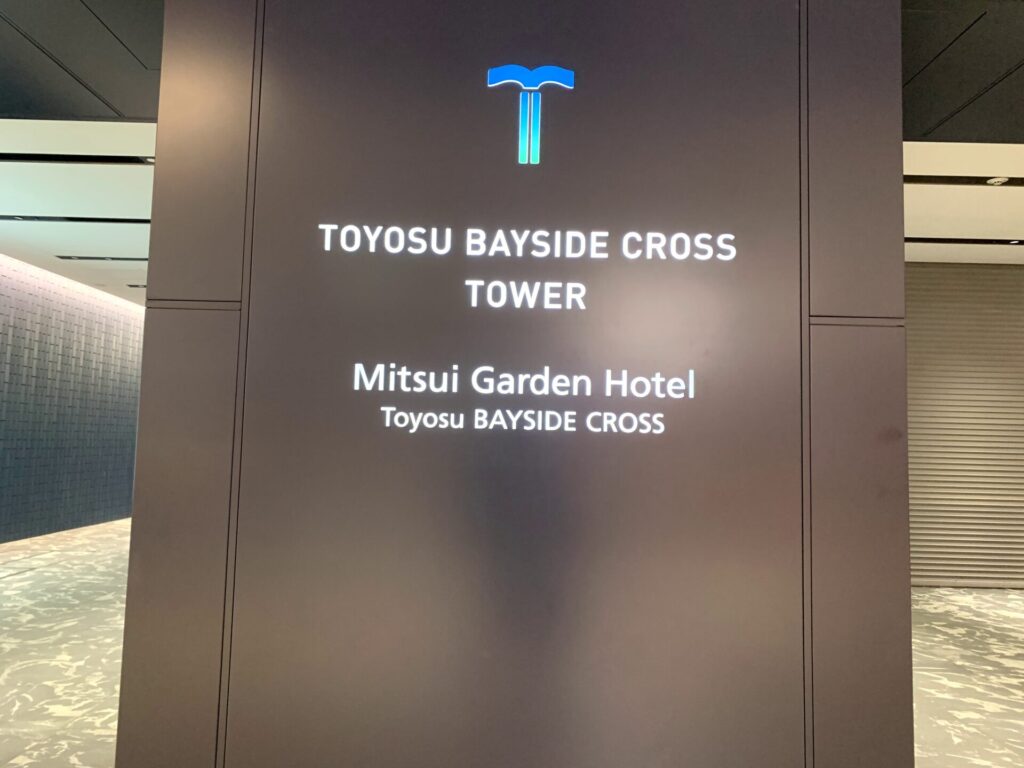 TOYOSU BAYSIDE CROSS
TOWER
Mitsui Garden Hotel
Toyosu BAYSIDE CROSS